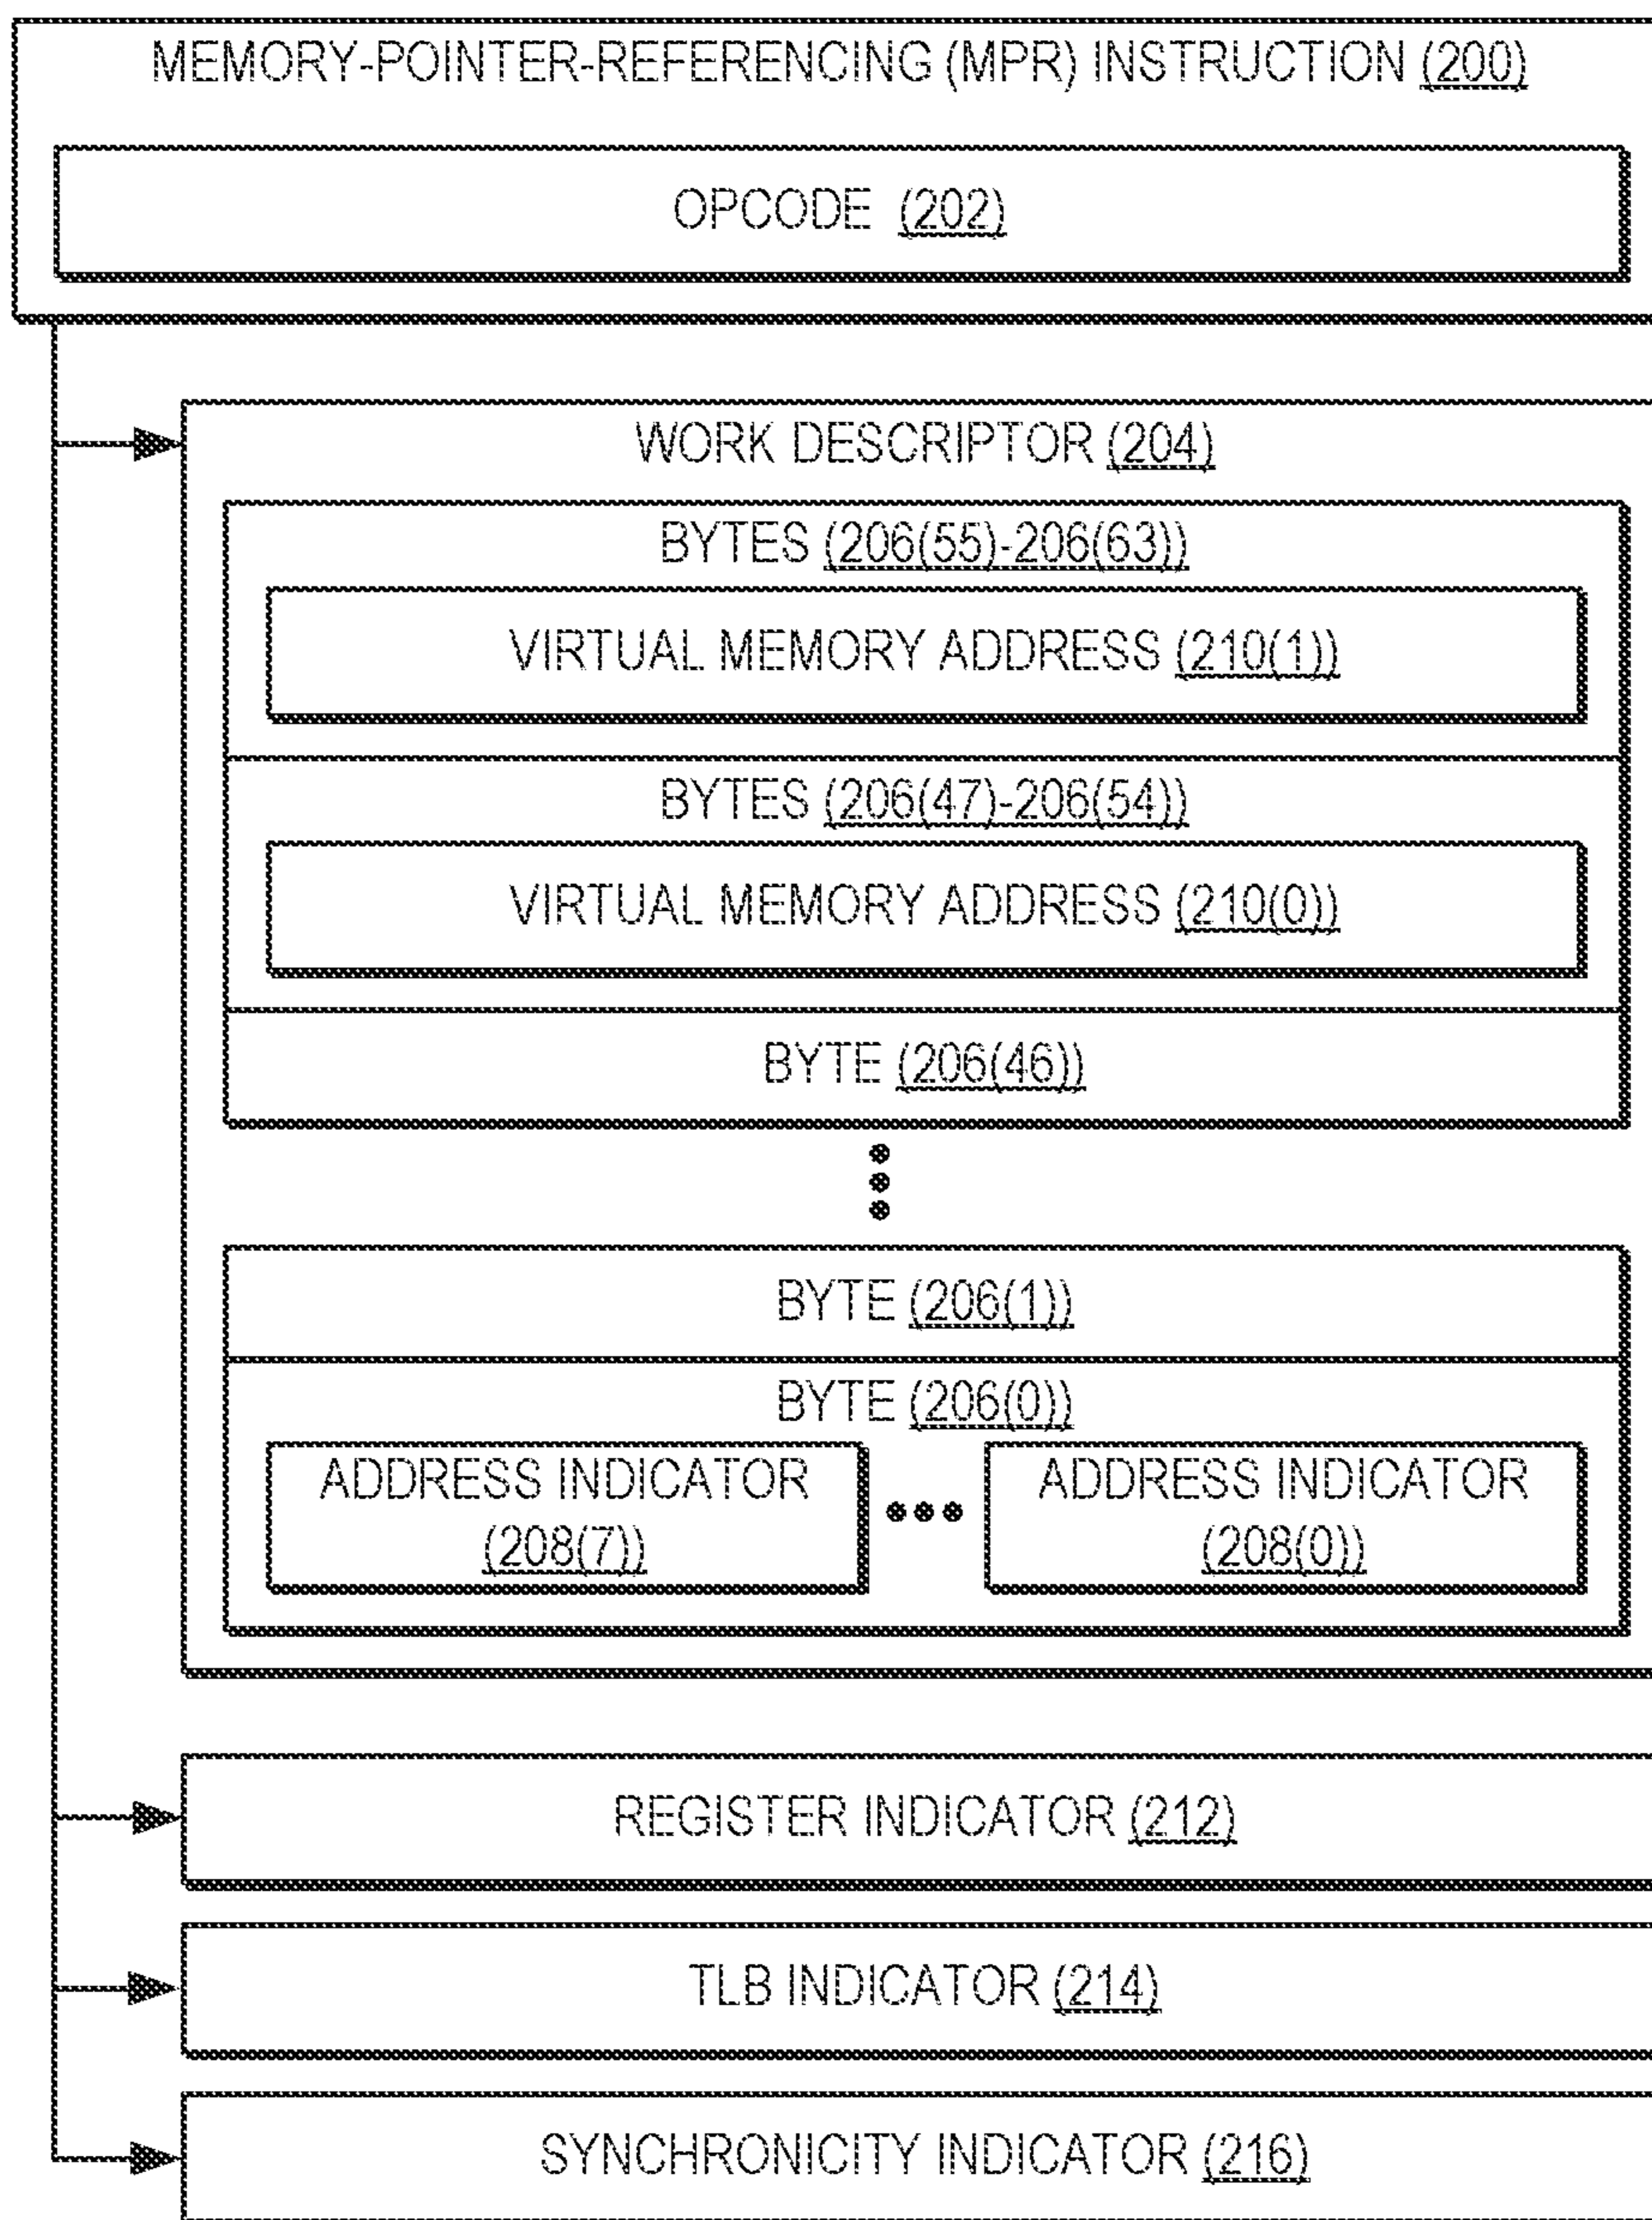 MEMORY-POINTER-REFERENCING (MPR) INSTRUCTION (200)
OPCODE (202)
WORK DESCRIPTOR (204)
BYTES (206(55)-206(63))
VIRTUAL MEMORY ADDRESS (210(1))
BYTES (206(47)-206(54))
VIRTUAL MEMORY ADDRESS (210(0))
BYTE (206(46))
BYTE (206(1))
BYTE (206(0))
ADDRESS INDICATOR
(208(7))
ADDRESS INDICATOR
(208(0))
REGISTER INDICATOR (212)
TLB INDICATOR (214)
SYNCHRONICITY INDICATOR (216)